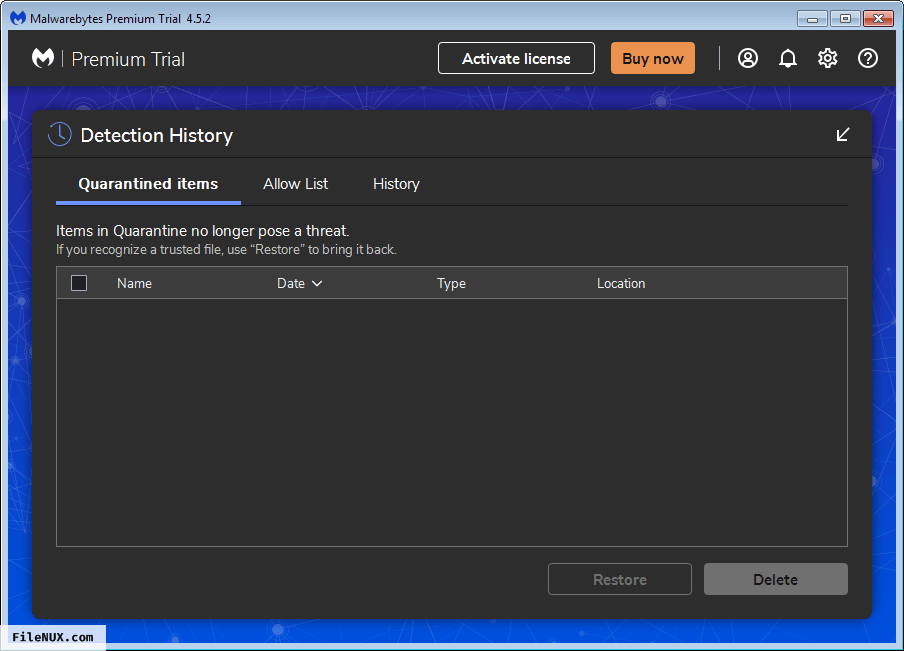 Malwarebytes Premium Trial 4.5.2
Premium Trial
Activate license
Buy now
Detection History
Quarantined items Allow List History
Items in Quarantine no longer pose a threat.
If you recognize a trusted file, use “Restore” to bring it back.
Name Date Type Location
Restore Delete
FileNUX.com